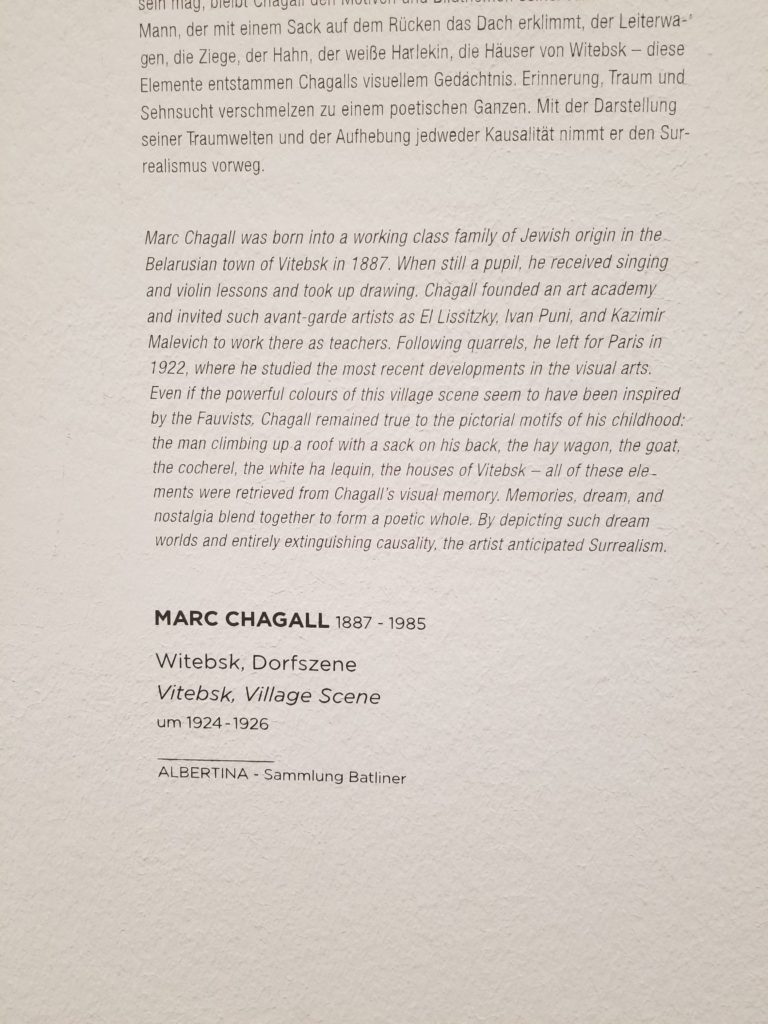 sein mag, bleibt Chagall den Motiven und Bildthemen seiner
Mann, der mit einem Sack auf dem Rücken das Dach erklimmt, der Leiterwa-
gen, die Ziege, der Hahn, der weiße Harlekin, die Häuser von Witebsk – diese
Elemente entstammen Chagalls visuellem Gedächtnis. Erinnerung, Traum und
Sehnsucht verschmelzen zu einem poetischen Ganzen. Mit der Darstellung
seiner Traumwelten und der Aufhebung jedweder Kausalität nimmt er den Sur-
realismus vorweg.
Marc Chagall was born into a working class family of Jewish origin in the
Belarusian town of Vitebsk in 1887. When still a pupil, he received singing
and violin lessons and took up drawing. Chagall founded an art academy
and invited such avant-garde artists as El Lissitzky, Ivan Puni, and Kazimir
Malevich to work there as teachers. Following quarrels, he left for Paris in
1922, where he studied the most recent developments in the visual arts.
Even if the powerful colours of this village scene seem to have been inspired
by the Fauvists, Chagall remained true to the pictorial motifs of his childhood:
the man climbing up a roof with a sack on his back, the hay wagon, the goat,
the cocherel, the white ha lequin, the houses of Vitebsk – all of these ele-
ments were retrieved from Chagall's visual memory. Memories, dream, and
nostalgia blend together to form a poetic whole. By depicting such dream
worlds and entirely extinguishing causality, the artist anticipated Surrealism.
MARC CHAGALL 1887 - 1985
Witebsk, Dorfszene
Vitebsk, Village Scene
um 1924-1926
ALBERTINA - Sammlung Batliner